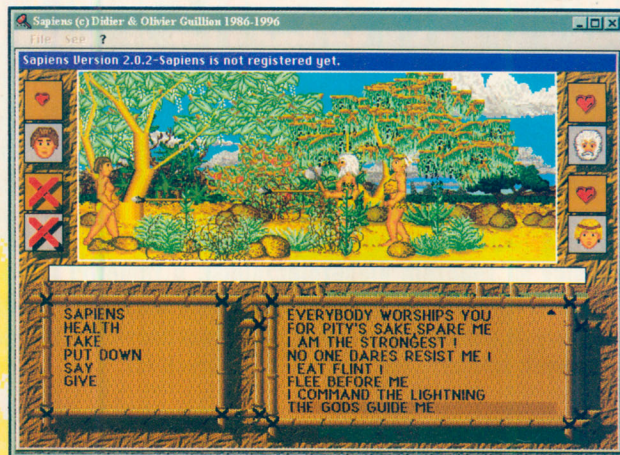 Sapiens (c) Didier & Olivier Guillion 1986-1996
File See ?
Sapiens Version 2.0.2-Sapiens is not registered yet.
SAPIENS
HEALTH
TAKE
PUT DOWN
SAY
GIVE
EVERYBODY WORSHIPS YOU
FOR PITY'S SAKE,SPARE ME
I AM THE STRONGEST !
NO ONE DARES RESIST ME !
I EAT FLINT !
FLEE BEFORE ME
I COMMAND THE LIGHTNING
THE GODS GUIDE ME